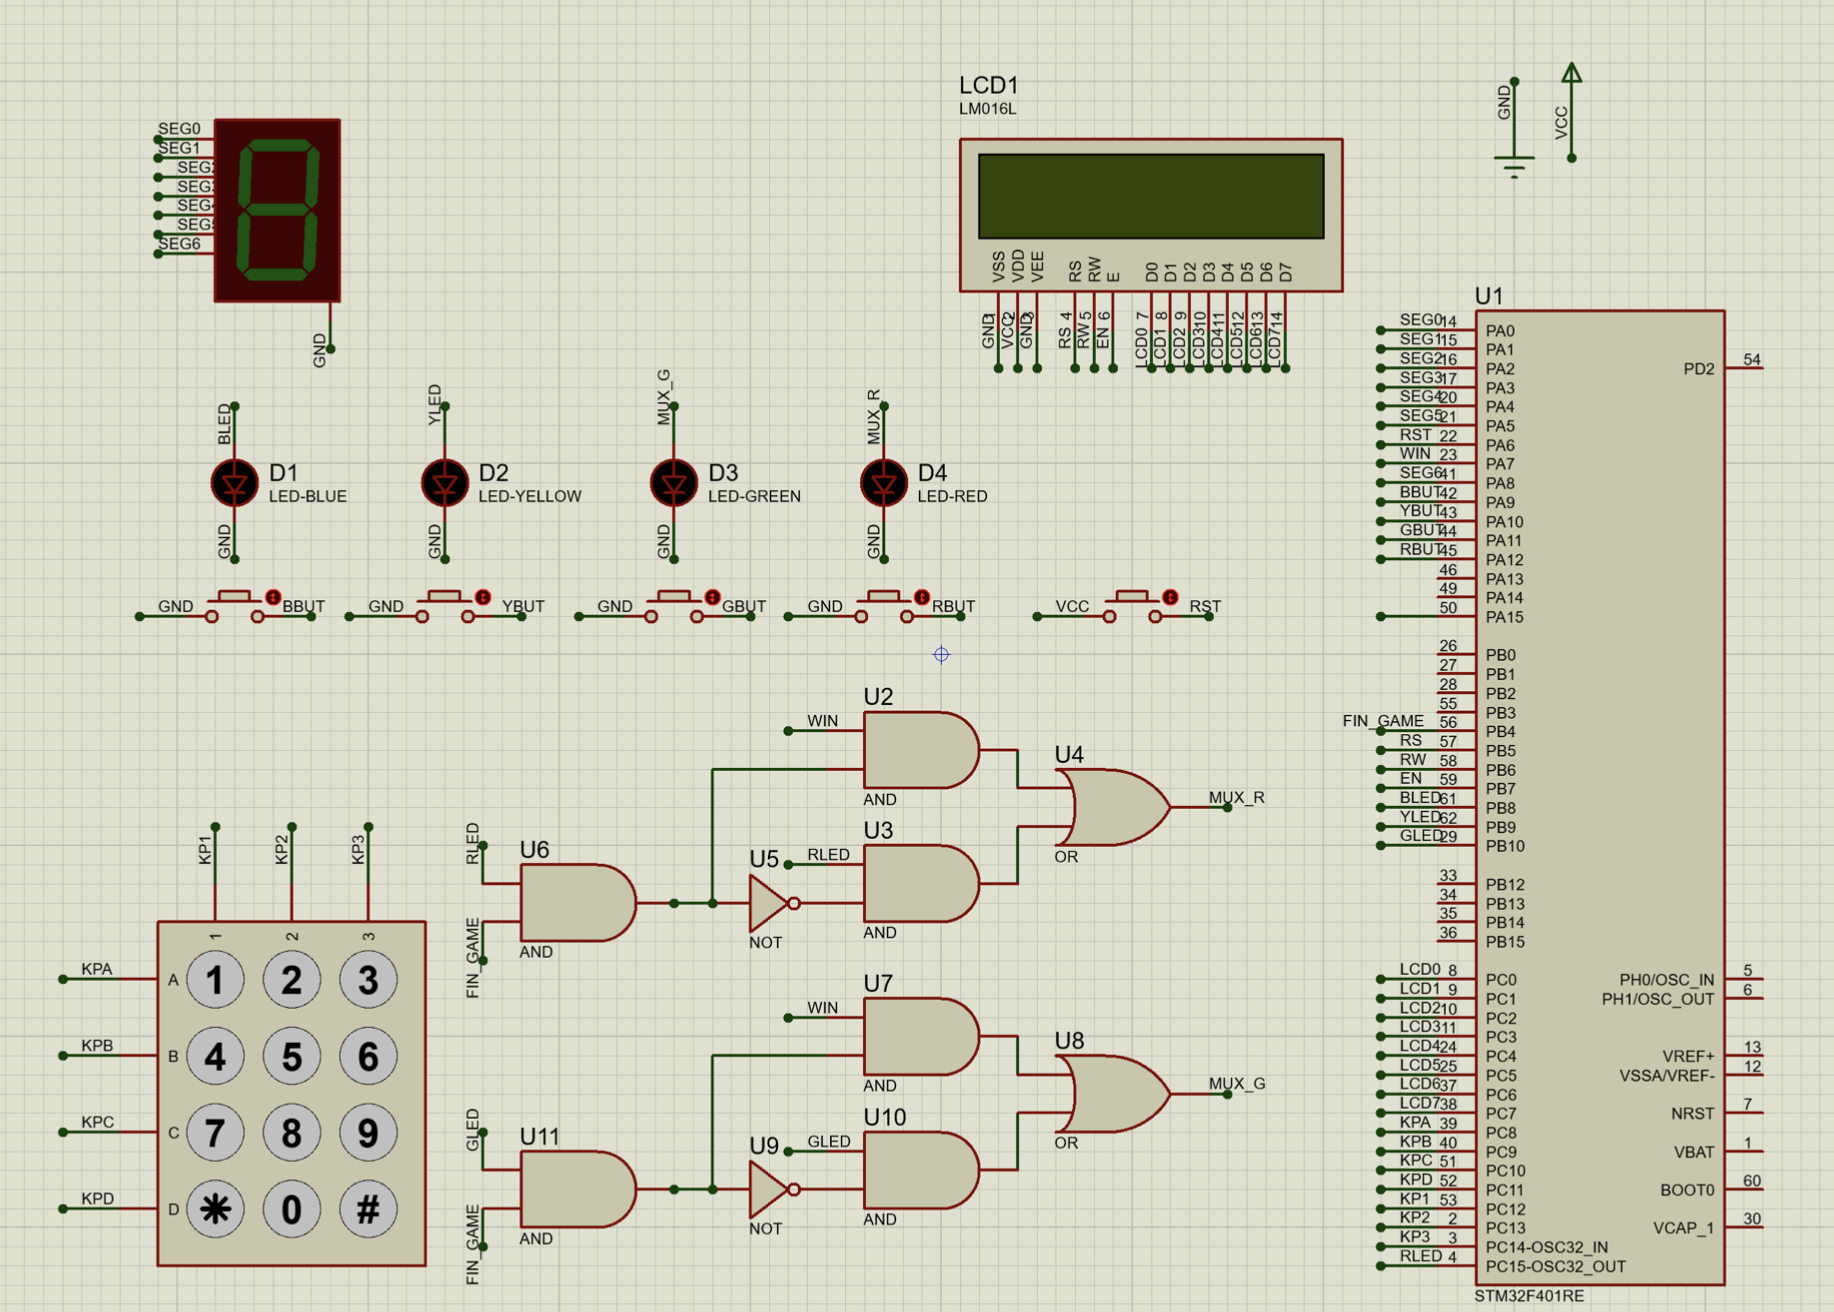 LCD1
LM016L
GND
VCC
SEG0
SEG1
SEG2
SEG3
SEG4
SEG5
SEG6
GND
VSS
VDD
VEE
RS
RW
E
D0
D1
D2
D3
D4
D5
D6
D7
1
2
3
4
5
6
7
8
9
10
11
12
13
14
GND
VCC
GND
RS
RW
EN
LCD0
LCD1
LCD2
LCD3
LCD4
LCD5
LCD6
LCD7
BLED
D1
LED-BLUE
GND
YLED
D2
LED-YELLOW
GND
MUX_G
D3
LED-GREEN
GND
MUX_R
D4
LED-RED
GND
GND BBUT
GND YBUT
GND GBUT
GND RBUT
VCC RST
U2
WIN
AND
U3
RLED
AND
U4
OR
MUX_R
U5
NOT
U6
RLED
FIN_GAME
AND
U7
WIN
AND
U8
OR
MUX_G
U9
NOT
U10
GLED
AND
U11
GLED
FIN_GAME
AND
KP1
KP2
KP3
1 2 3
KPA A 1 2 3
KPB B 4 5 6
KPC C 7 8 9
KPD D * 0 #
U1
SEG0 14 PA0
SEG1 15 PA1
SEG2 16 PA2
SEG3 17 PA3
SEG4 20 PA4
SEG5 21 PA5
RST 22 PA6
WIN 23 PA7
SEG6 41 PA8
BBUT 42 PA9
YBUT 43 PA10
GBUT 44 PA11
RBUT 45 PA12
46 PA13
49 PA14
50 PA15
26 PB0
27 PB1
28 PB2
55 PB3
FIN_GAME 56 PB4
RS 57 PB5
RW 58 PB6
EN 59 PB7
BLED 61 PB8
YLED 62 PB9
GLED 29 PB10
33 PB12
34 PB13
35 PB14
36 PB15
LCD0 8 PC0
LCD1 9 PC1
LCD2 10 PC2
LCD3 11 PC3
LCD4 24 PC4
LCD5 25 PC5
LCD6 37 PC6
LCD7 38 PC7
KPA 39 PC8
KPB 40 PC9
KPC 51 PC10
KPD 52 PC11
KP1 53 PC12
KP2 2 PC13
KP3 3 PC14-OSC32_IN
RLED 4 PC15-OSC32_OUT
PD2 54
PH0/OSC_IN 5
PH1/OSC_OUT 6
VREF+ 13
VSSA/VREF- 12
NRST 7
VBAT 1
BOOT0 60
VCAP_1 30
STM32F401RE